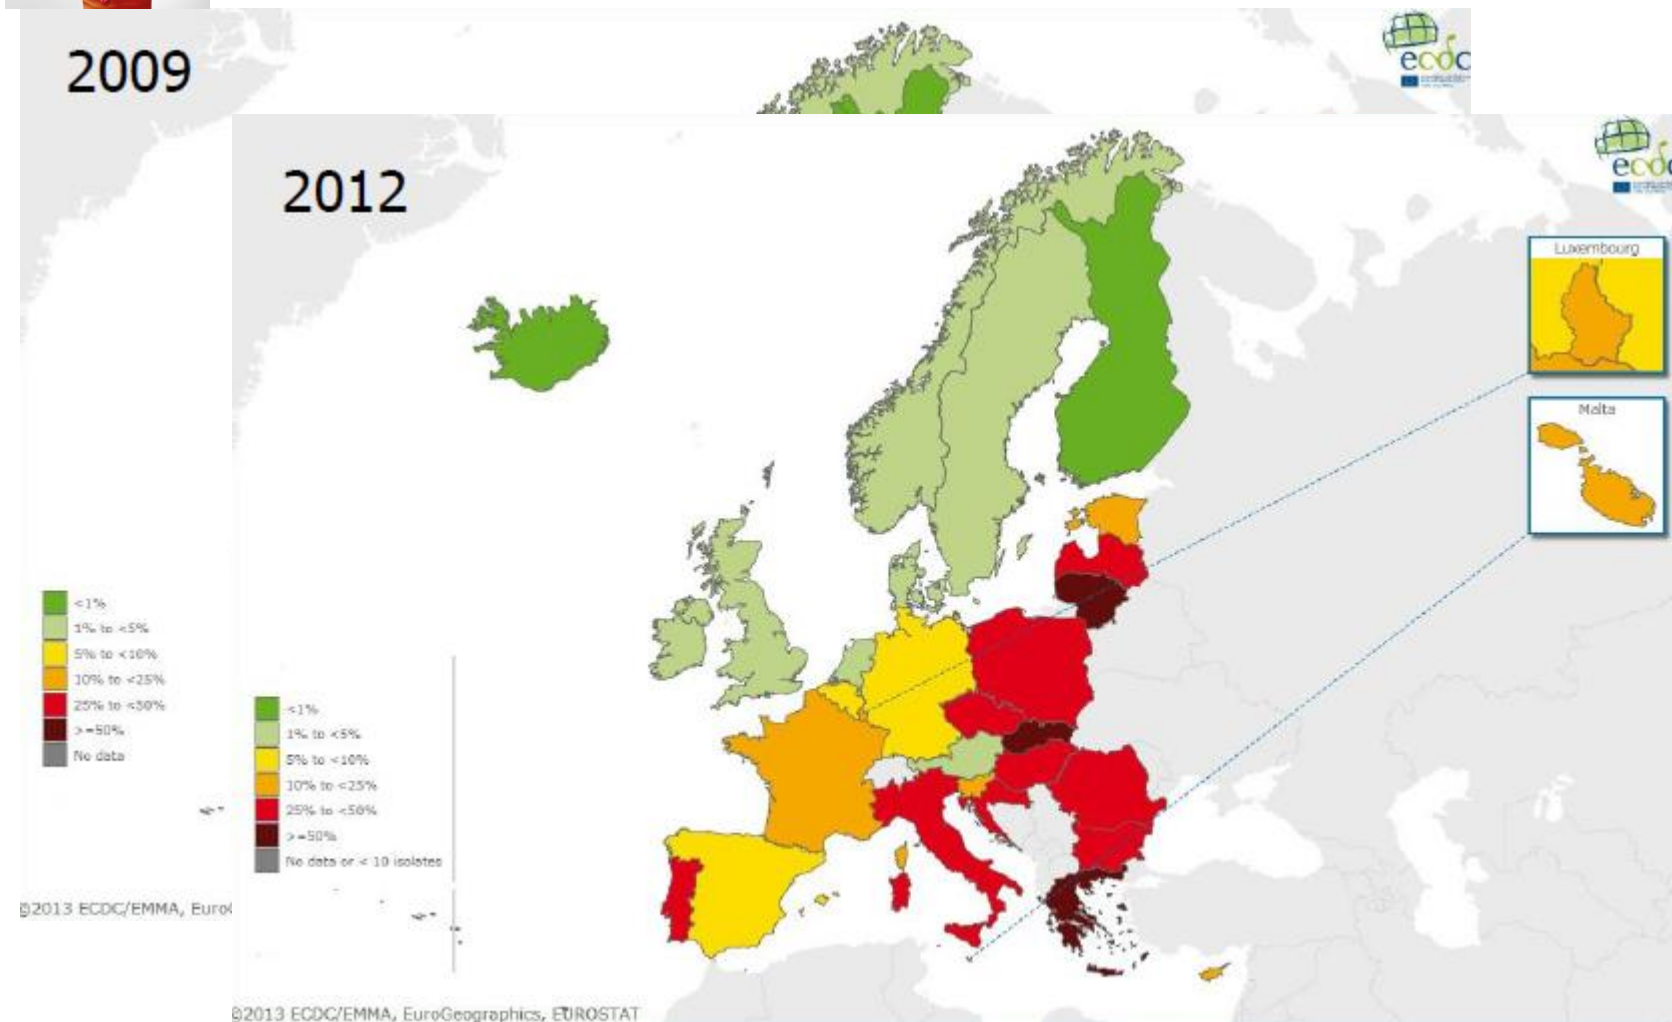 2009
ecdc
2012
ecdc
Luxembourg
Malta
<1%
1% to <5%
5% to <10%
10% to <25%
25% to <50%
>=50%
No data
<1%
1% to <5%
5% to <10%
10% to <25%
25% to <50%
>=50%
No data or < 10 isolates
©2013 ECDC/EMMA, Euro
©2013 ECDC/EMMA, EuroGeographics, EUROSTAT